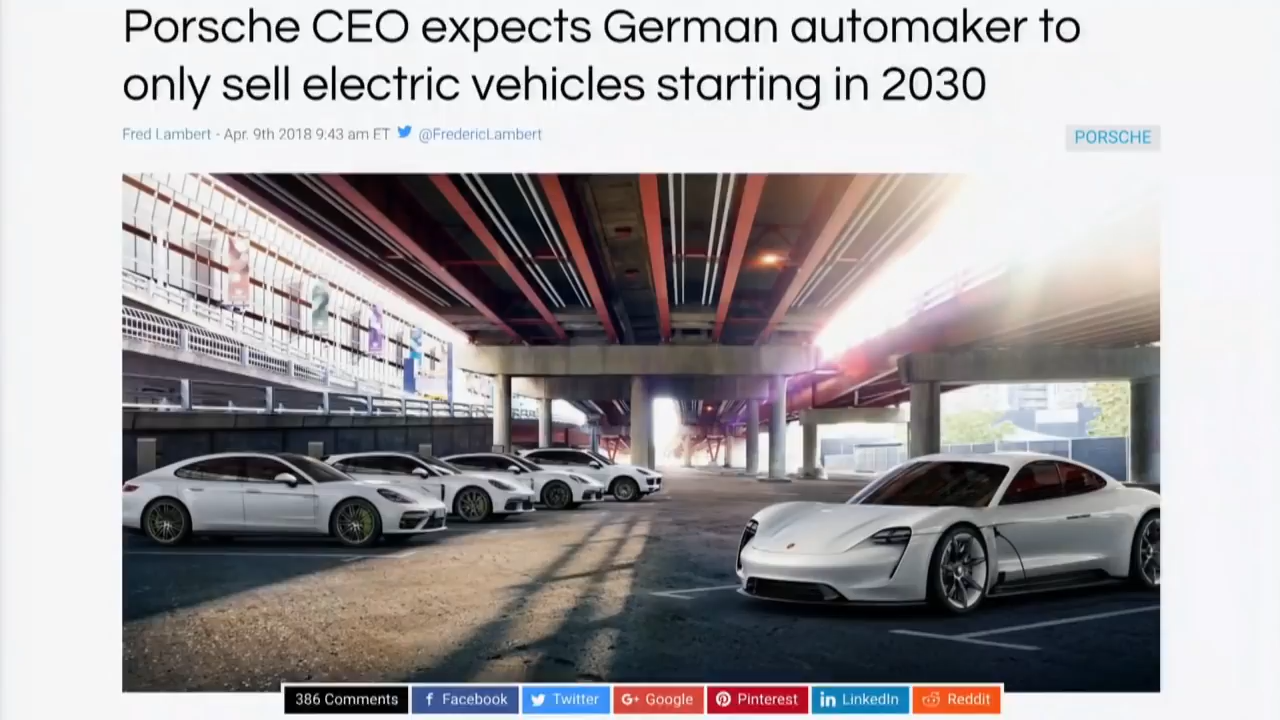 Porsche CEO expects German automaker to
only sell electric vehicles starting in 2030
Fred Lambert - Apr. 9th 2018 9:43 am ET @FredericLambert
PORSCHE
2
386 Comments Facebook Twitter G+ Google Pinterest LinkedIn Reddit